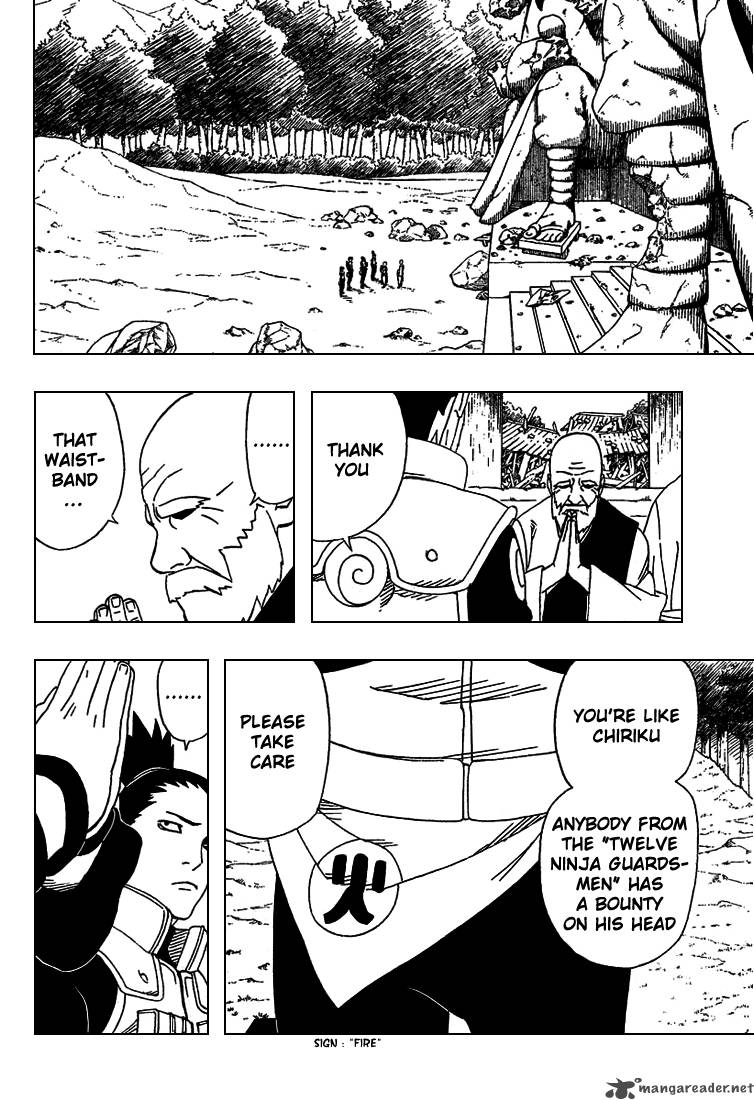 THANK
YOU
......
THAT
WAIST-
BAND
...
YOU'RE LIKE
CHIRIKU
ANYBODY FROM
THE "TWELVE
NINJA GUARDS-
MEN" HAS
A BOUNTY
ON HIS HEAD
PLEASE
TAKE
CARE
火
......
SIGN : "FIRE"
mangareader.net